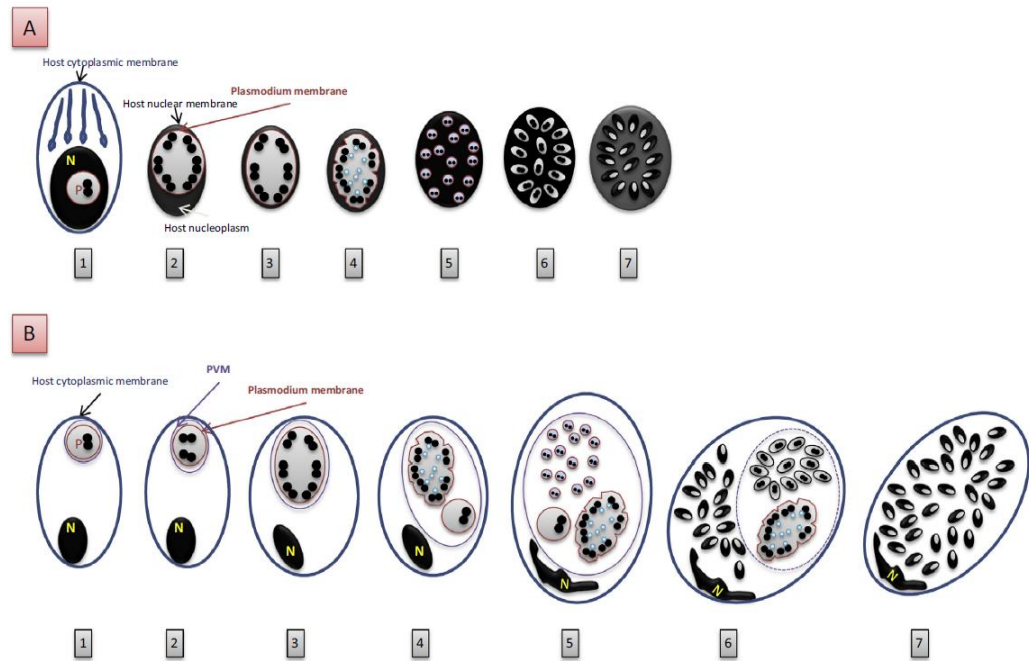 A
Host cytoplasmic membrane
Host nuclear membrane
Plasmodium membrane
N
P
Host nucleoplasm
1 2 3 4 5 6 7
B
PVM
Host cytoplasmic membrane
Plasmodium membrane
P
N N N N N N N
1 2 3 4 5 6 7